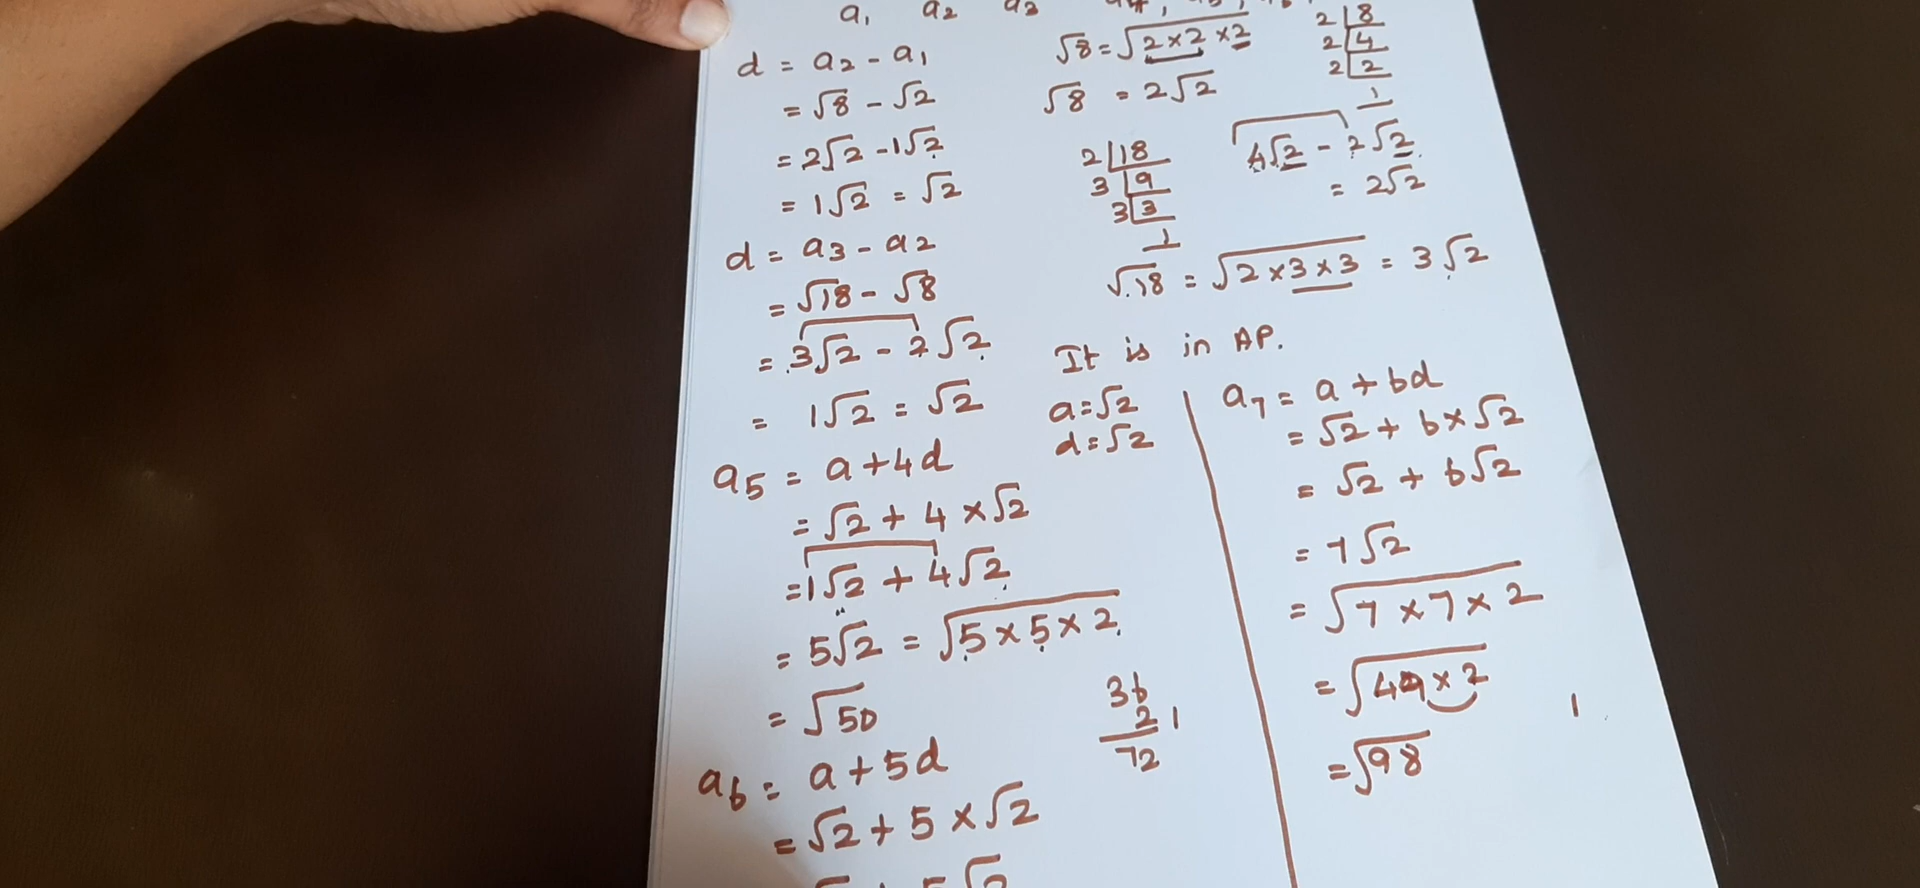 a₁ a₂ a₃
d = a₂ - a₁
= √8 - √2
= 2√2 - 1√2
= 1√2 = √2
√8 = √2×2×2
√8 = 2√2
2 8
2 4
2 2
1
2 18
3 9
3 3
1
4√2 - 2√2
= 2√2
d = a₃ - a₂
= √18 - √8
= 3√2 - 2√2
= 1√2 = √2
√18 = √2×3×3 = 3√2
It is in AP.
a=√2
d=√2
a₅ = a+4d
= √2 + 4 ×√2
=1√2 + 4√2
= 5√2 = √5×5×2
= √50
36
2 1
72
a₆ = a+5d
= √2 + 5 ×√2
a₇ = a + 6d
= √2 + 6×√2
= √2 + 6√2
= 7√2
= √7×7×2
= √49×2
= √98